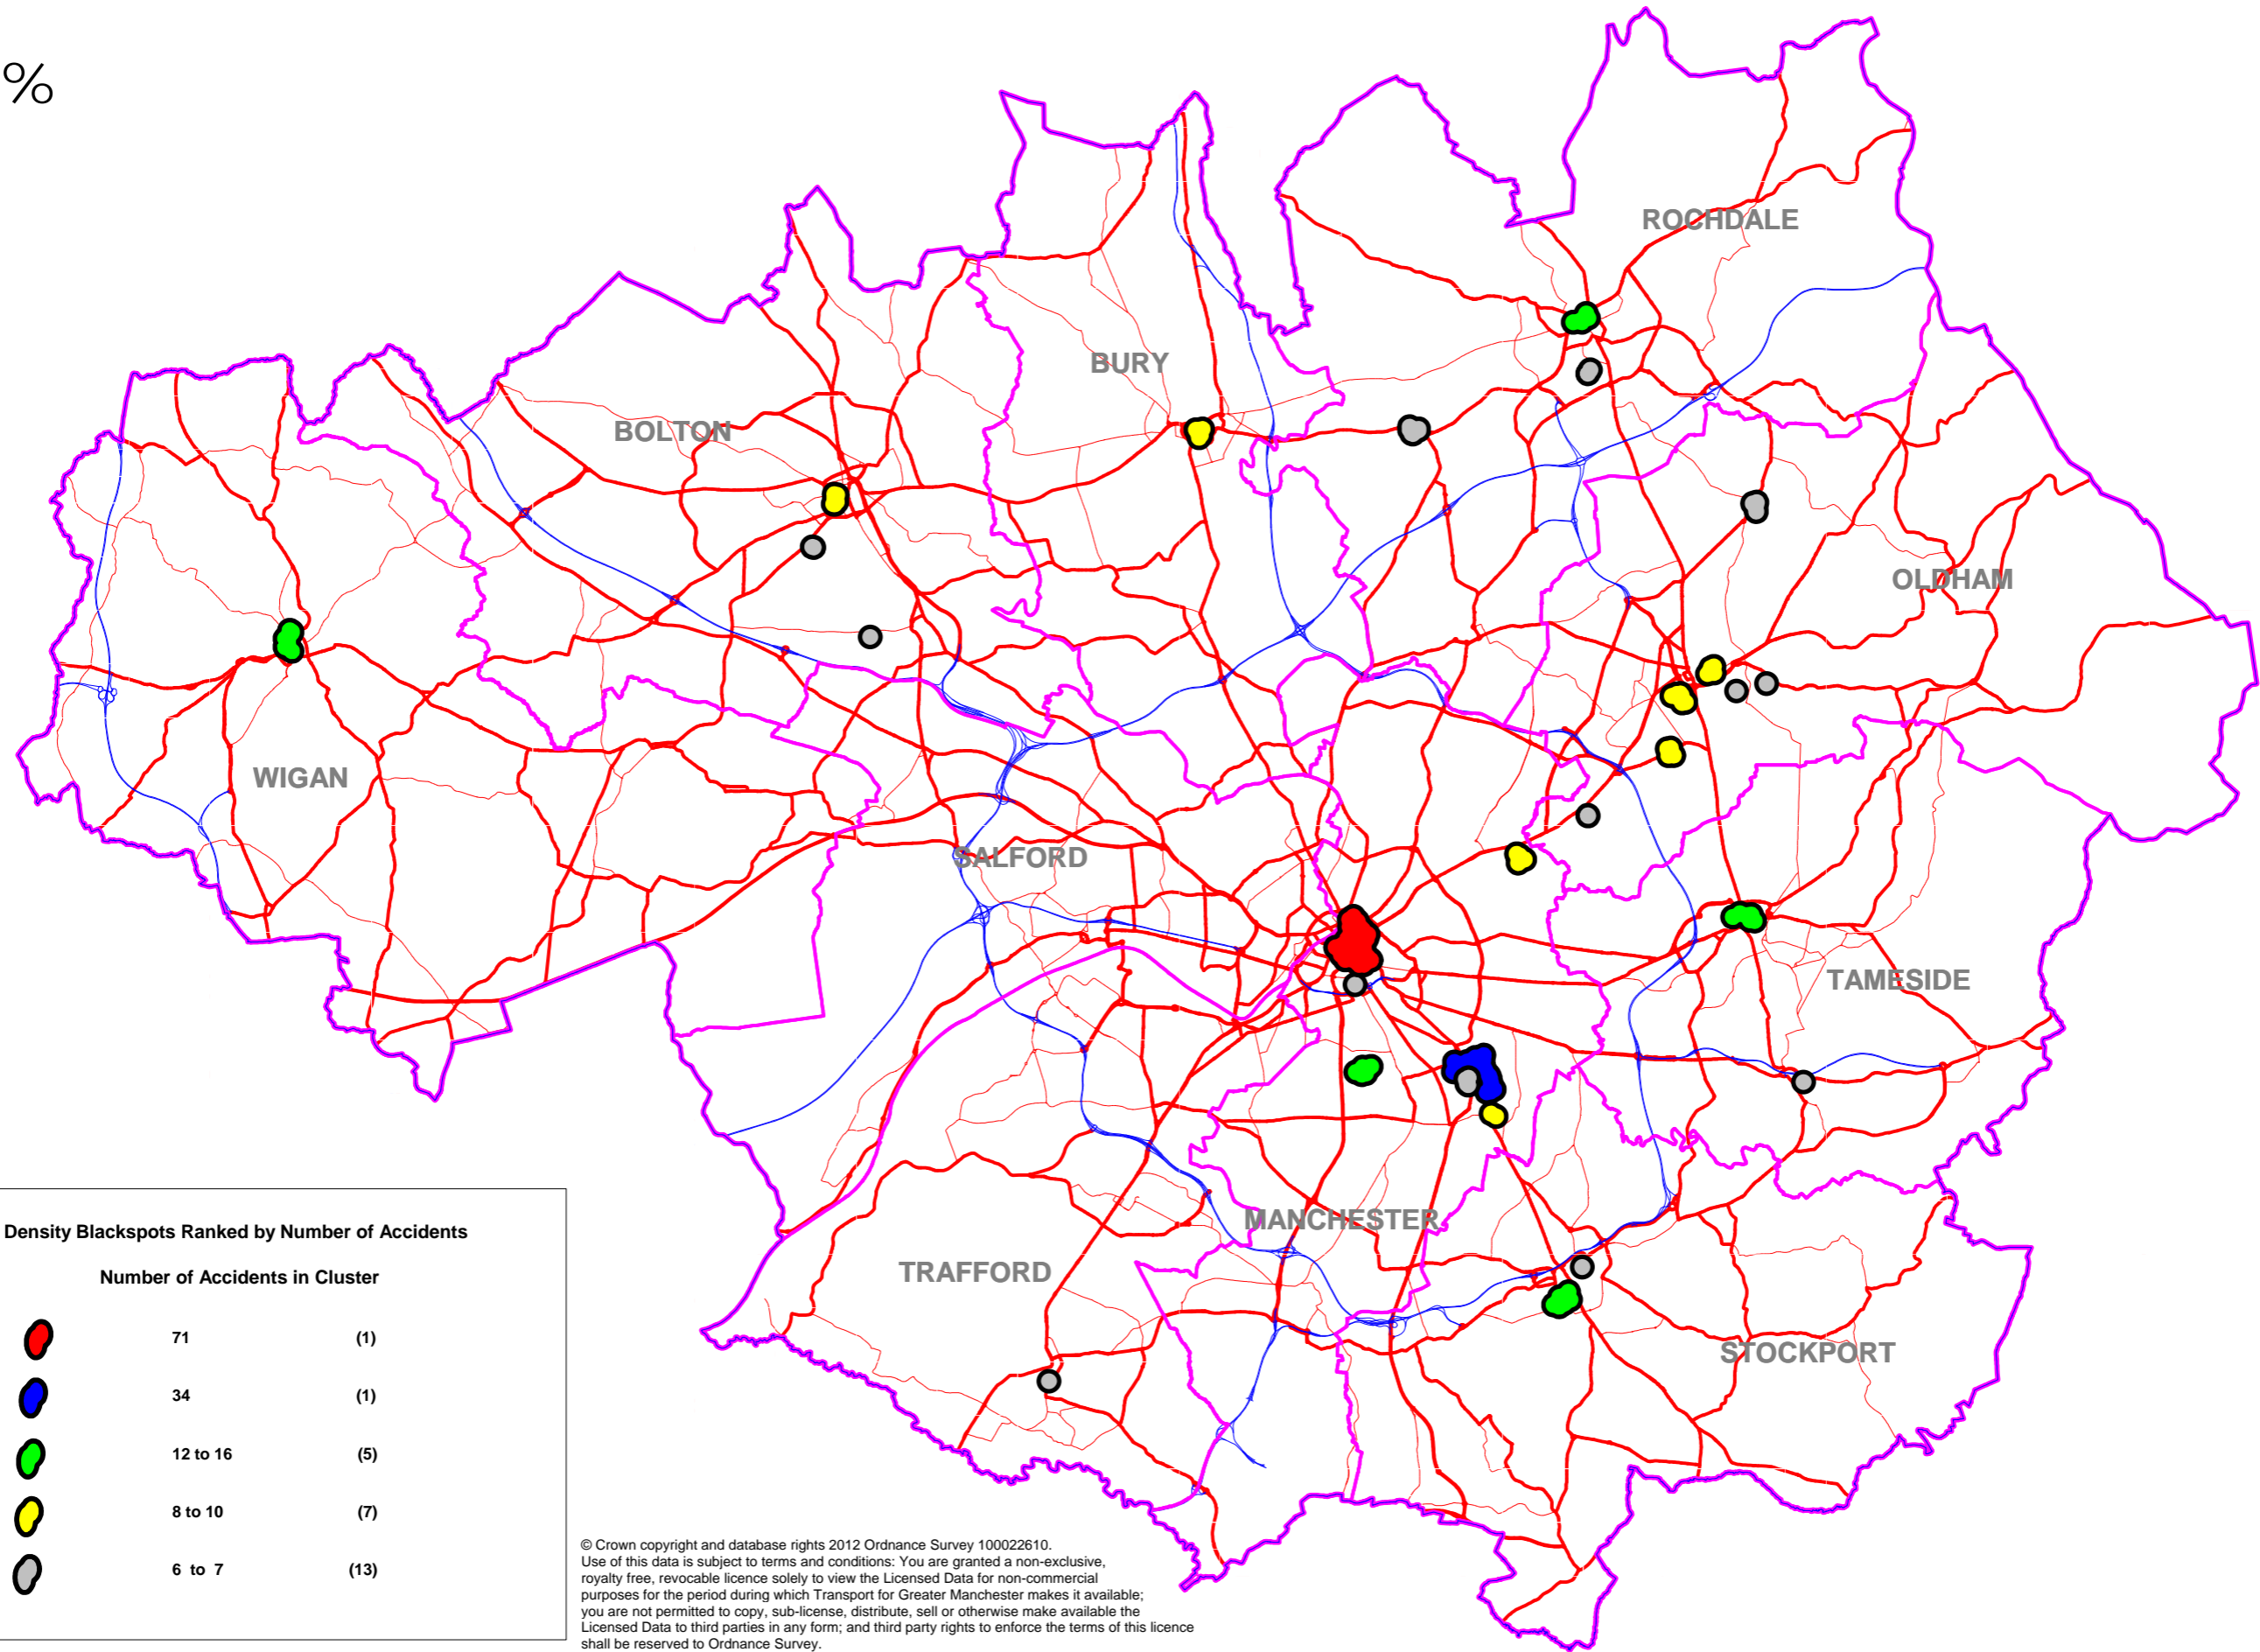 %
ROCHDALE
BURY
BOLTON
OLDHAM
WIGAN
SALFORD
TAMESIDE
MANCHESTER
TRAFFORD
STOCKPORT
Density Blackspots Ranked by Number of Accidents
Number of Accidents in Cluster
71 (1)
34 (1)
12 to 16 (5)
8 to 10 (7)
6 to 7 (13)
© Crown copyright and database rights 2012 Ordnance Survey 100022610.
Use of this data is subject to terms and conditions: You are granted a non-exclusive,
royalty free, revocable licence solely to view the Licensed Data for non-commercial
purposes for the period during which Transport for Greater Manchester makes it available;
you are not permitted to copy, sub-license, distribute, sell or otherwise make available the
Licensed Data to third parties in any form; and third party rights to enforce the terms of this licence
shall be reserved to Ordnance Survey.